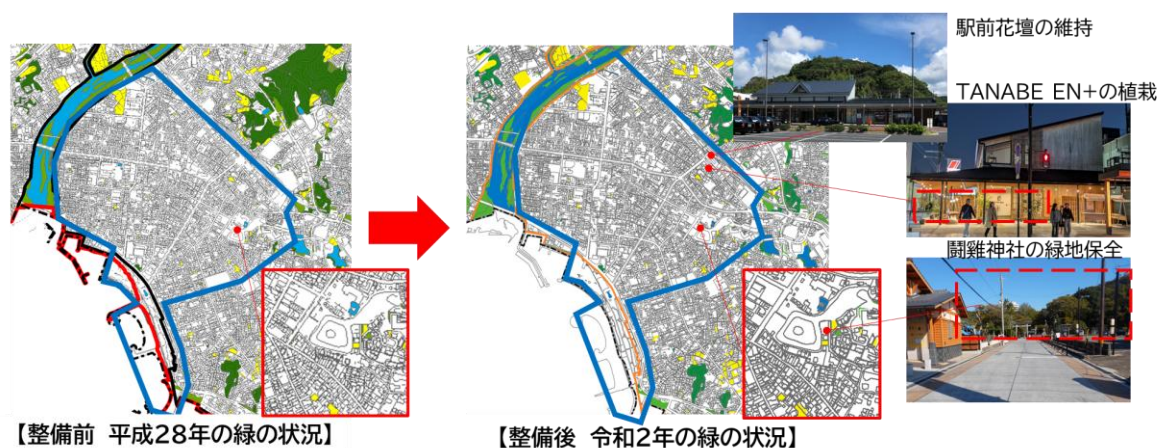 駅前花壇の維持
TANABE EN+の植栽
闘雞神社の緑地保全
【整備前 平成28年の緑の状況】
【整備後 令和2年の緑の状況】